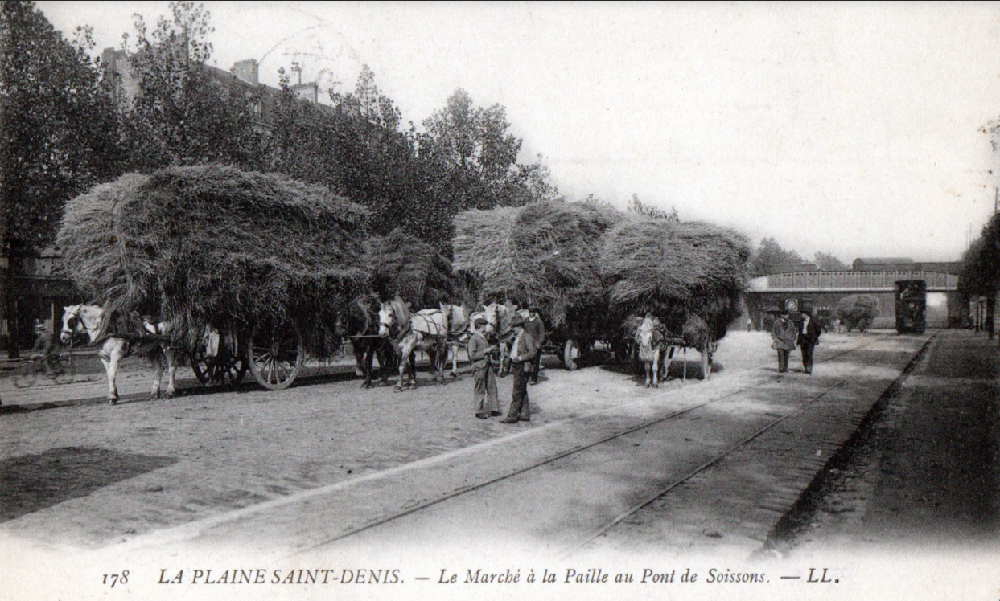 178 LA PLAINE SAINT-DENIS. — Le Marché à la Paille au Pont de Soissons. — LL.